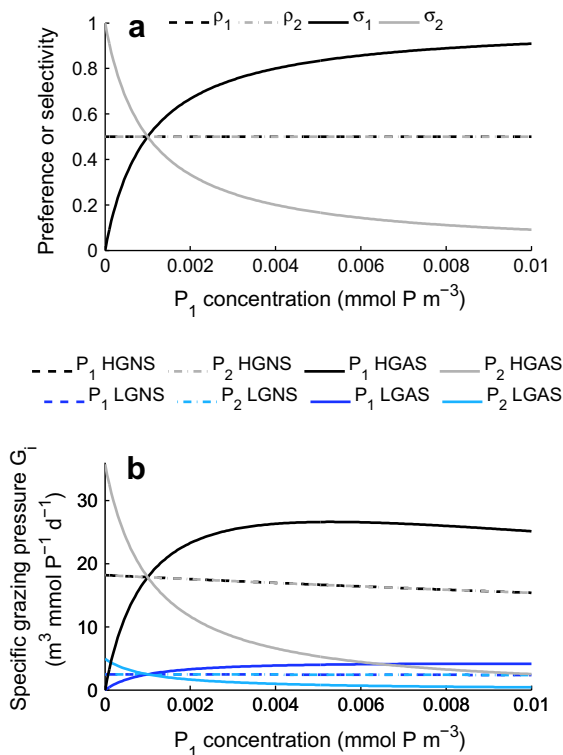 a
ρ₁ ρ₂ σ₁ σ₂
1
0.8
0.6
0.4
0.2
0
Preference or selectivity
0 0.002 0.004 0.006 0.008 0.01
P₁ concentration (mmol P m⁻³)
P₁ HGNS P₂ HGNS P₁ HGAS P₂ HGAS
P₁ LGNS P₂ LGNS P₁ LGAS P₂ LGAS
b
30
20
10
0
Specific grazing pressure Gᵢ
(m³ mmol P⁻¹ d⁻¹)
0 0.002 0.004 0.006 0.008 0.01
P₁ concentration (mmol P m⁻³)